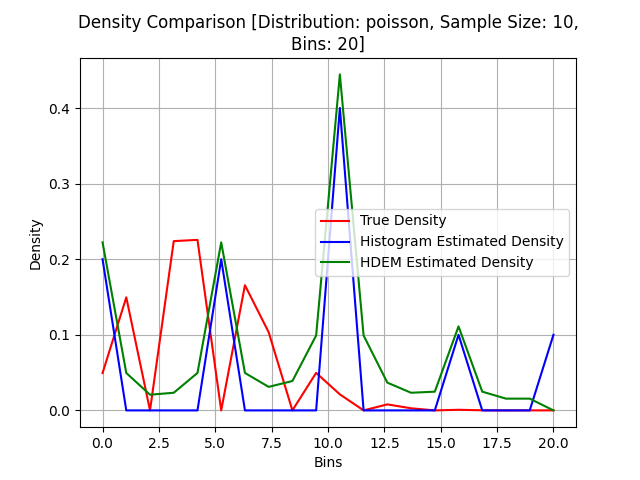 Density Comparison [Distribution: poisson, Sample Size: 10,
Bins: 20]
Density
0.4
0.3
0.2
0.1
0.0
True Density
Histogram Estimated Density
HDEM Estimated Density
0.0 2.5 5.0 7.5 10.0 12.5 15.0 17.5 20.0
Bins